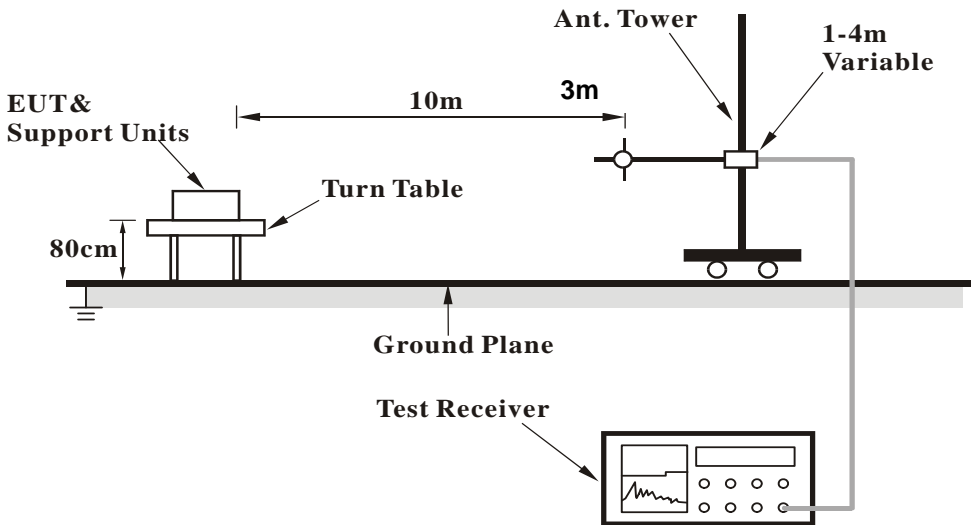 Ant. Tower
1-4m
Variable
3m
10m
EUT&
Support Units
Turn Table
80cm
Ground Plane
Test Receiver